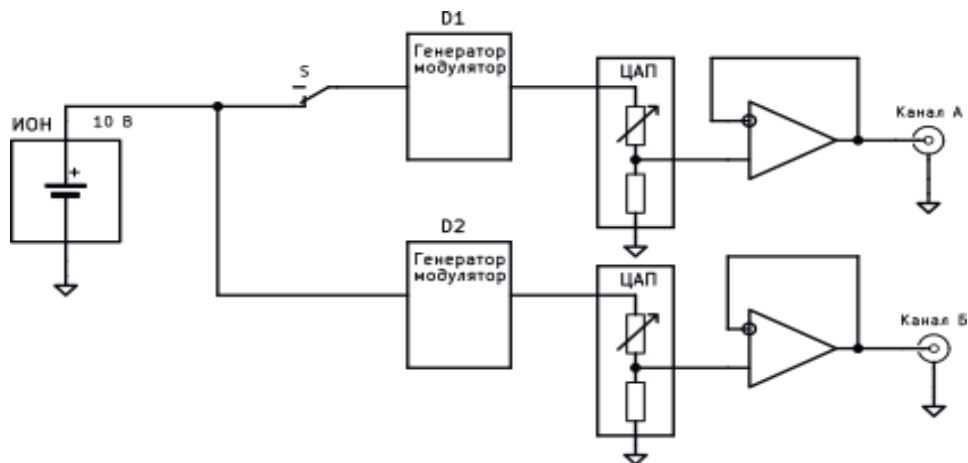 D1
Генератор
модулятор
S
ЦАП
ИОН
10 В
+
Канал А
D2
Генератор
модулятор
ЦАП
Канал Б